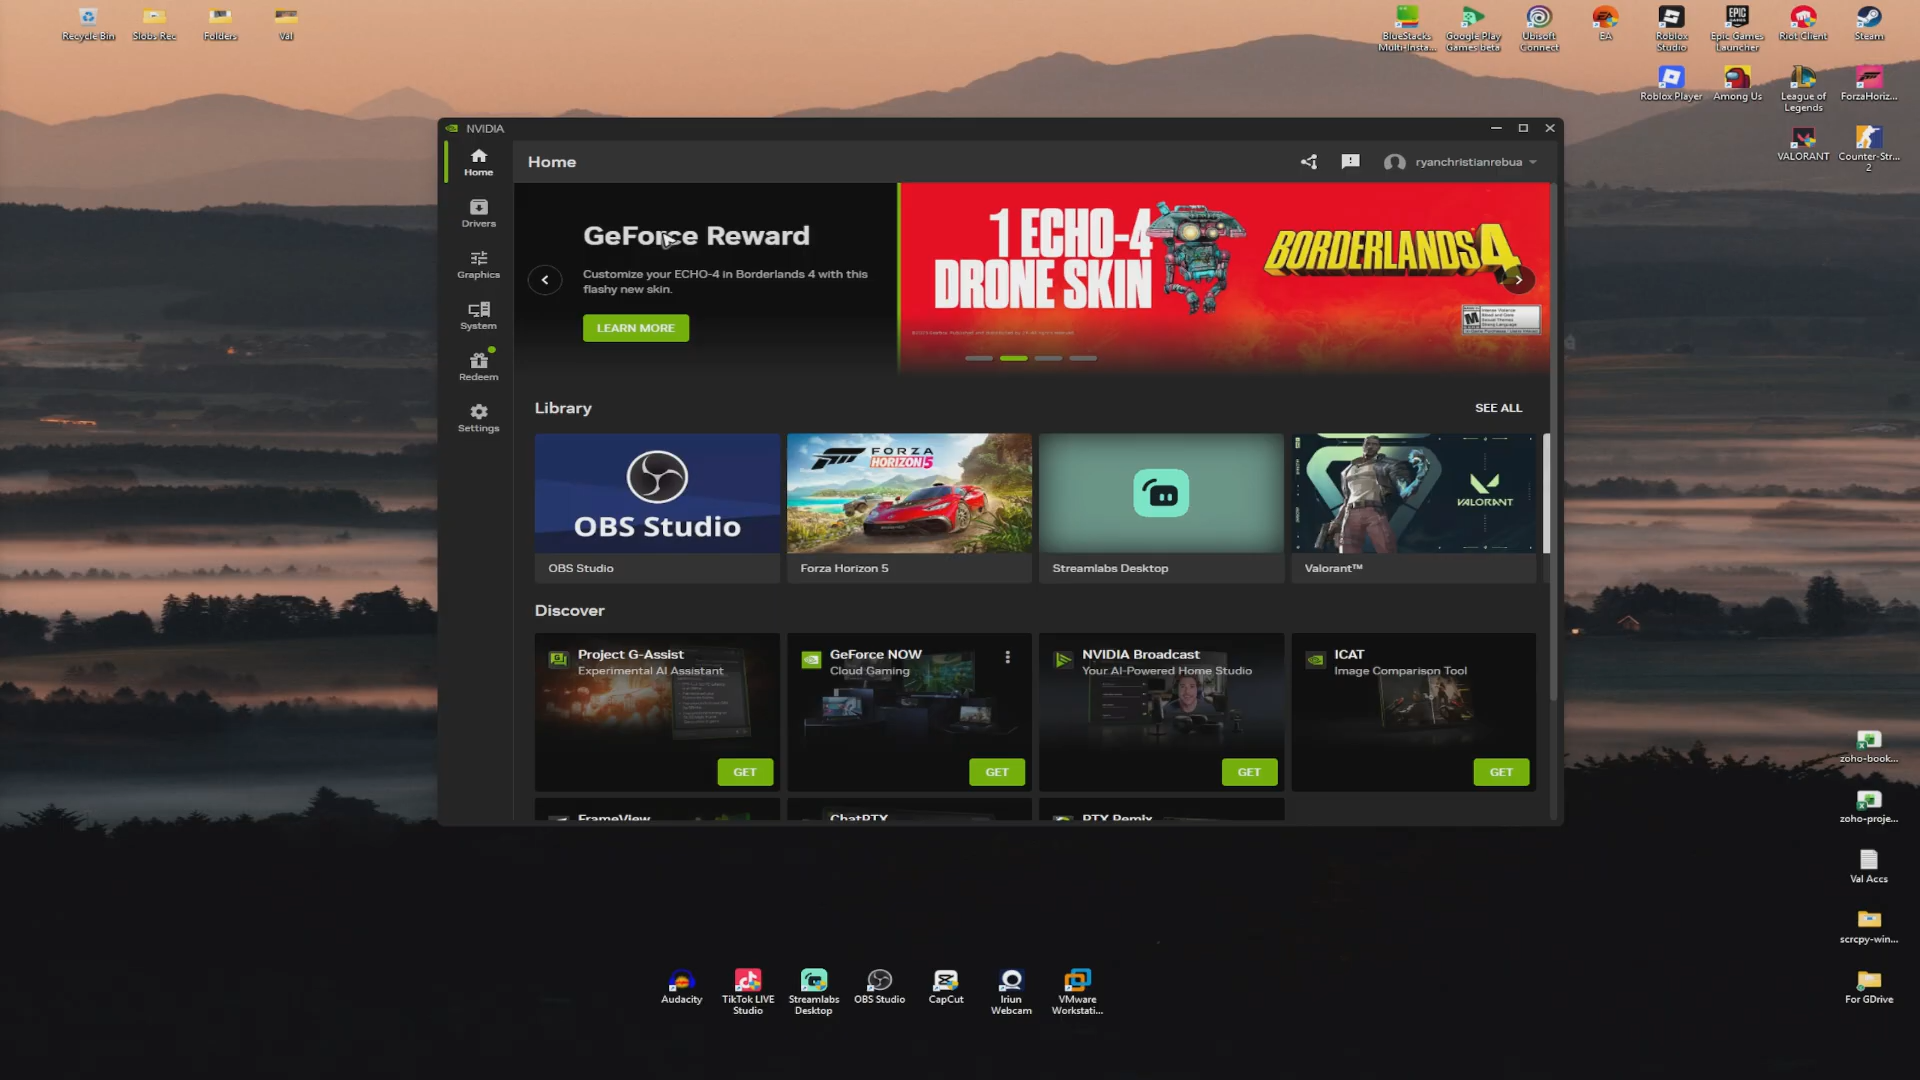 Recycle Bin
Slobs Rec
Folders
Val
BlueStacks
Multi-Insta...
Google Play
Games beta
Ubisoft
Connect
EA
Roblox
Studio
Epic Games
Launcher
Riot Client
Steam
Roblox Player
Among Us
League of
Legends
ForzaHoriz...
VALORANT
Counter-Str...
2
NVIDIA
Home
ryanchristianrebua
Home
Drivers
Graphics
System
Redeem
Settings
GeForce Reward
Customize your ECHO-4 in Borderlands 4 with this
flashy new skin.
LEARN MORE
1 ECHO-4
DRONE SKIN
BORDERLANDS 4
Library
SEE ALL
FORZA
HORIZON 5
OBS Studio
VALORANT
OBS Studio
Forza Horizon 5
Streamlabs Desktop
Valorant™
Discover
Project G-Assist
Experimental AI Assistant
GET
GeForce NOW
Cloud Gaming
GET
NVIDIA Broadcast
Your AI-Powered Home Studio
GET
ICAT
Image Comparison Tool
GET
FrameView
ChatRTX
RTX Remix
zoho-book...
zoho-proje...
Val Accs
scrcpy-win...
For GDrive
Audacity
TikTok LIVE
Studio
Streamlabs
Desktop
OBS Studio
CapCut
Iriun
Webcam
VMware
Workstati...